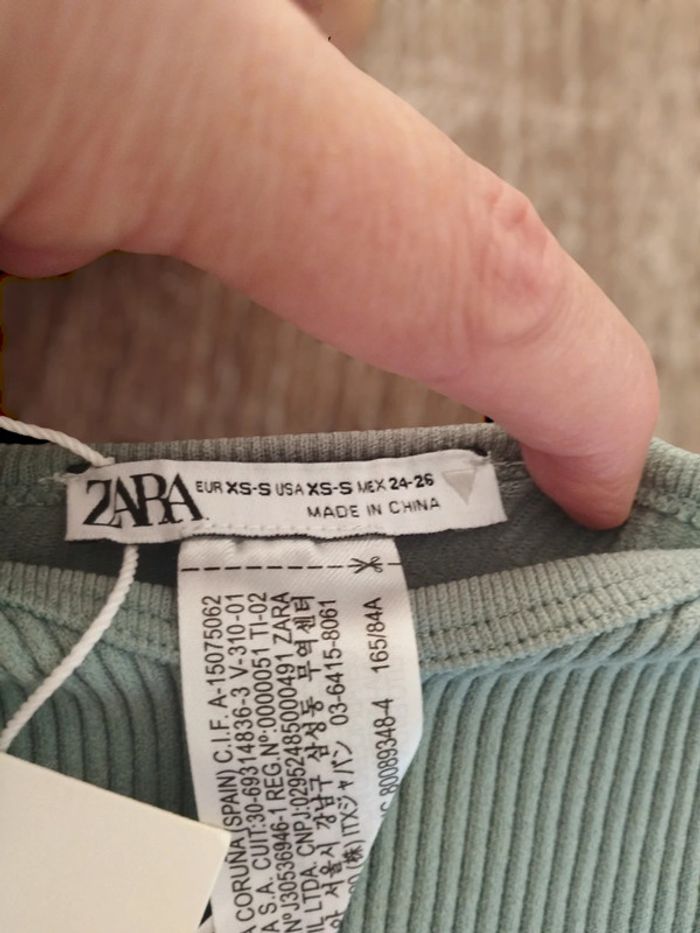 ZARA EUR XS-S USA XS-S MEX 24-26
MADE IN CHINA
A CORUÑA (SPAIN) C.I.F. A-15075062
A S.A. CUIT:30-69314836-3 V-310-01
NºJ30536946-1 REG.Nº:0000051 TI-02
IL LTDA. CNPJ:02952485000491 ZARA
서울시 강남구 삼성동 무역센터
(株) ITXジャパン 03-6415-8061
80089348-4 165/84A